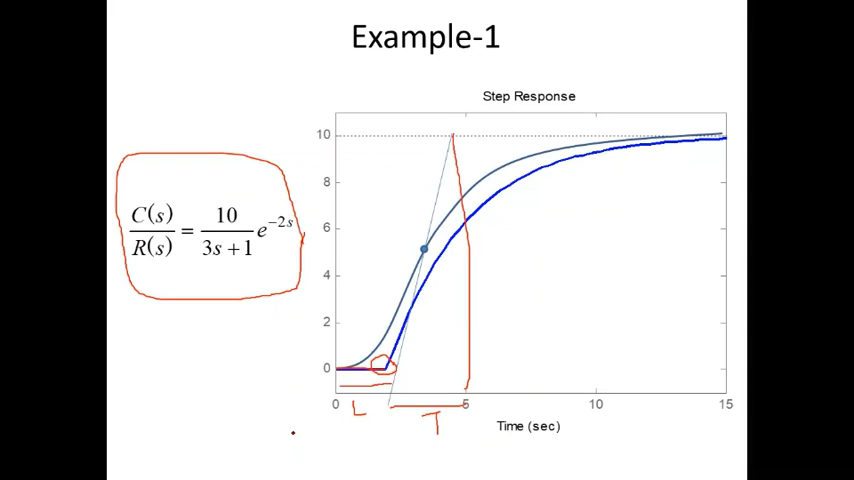 Example-1
Step Response
C(s)/R(s) = 10/(3s+1) e^{-2s}
10
8
6
4
2
0
0 5 10 15
L
T
Time (sec)